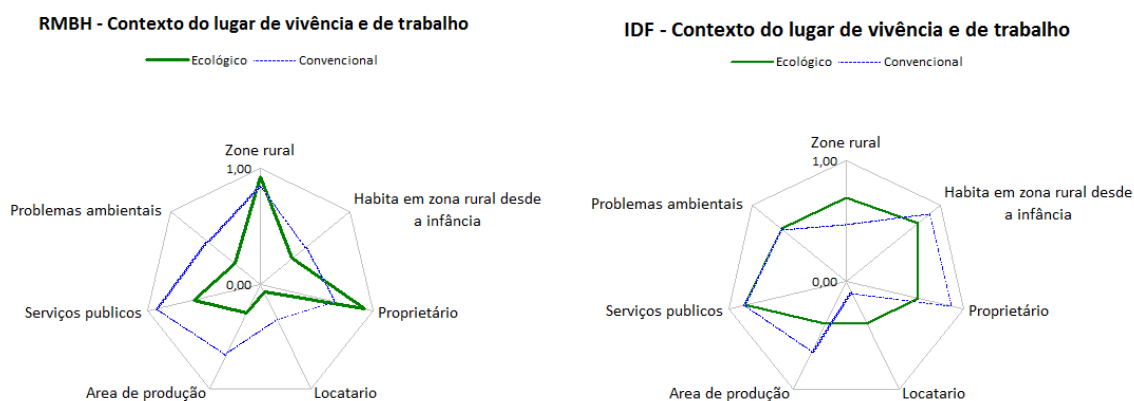 RMBH - Contexto do lugar de vivência e de trabalho
Ecológico
Convencional
Zone rural
1,00
Habita em zona rural desde
a infância
Problemas ambientais
0,00
Serviços publicos
Proprietário
Area de produção
Locatario
IDF - Contexto do lugar de vivência e de trabalho
Ecológico
Convencional
Zone rural
1,00
Habita em zona rural desde
a infância
Problemas ambientais
0,00
Serviços publicos
Proprietário
Area de produção
Locatario